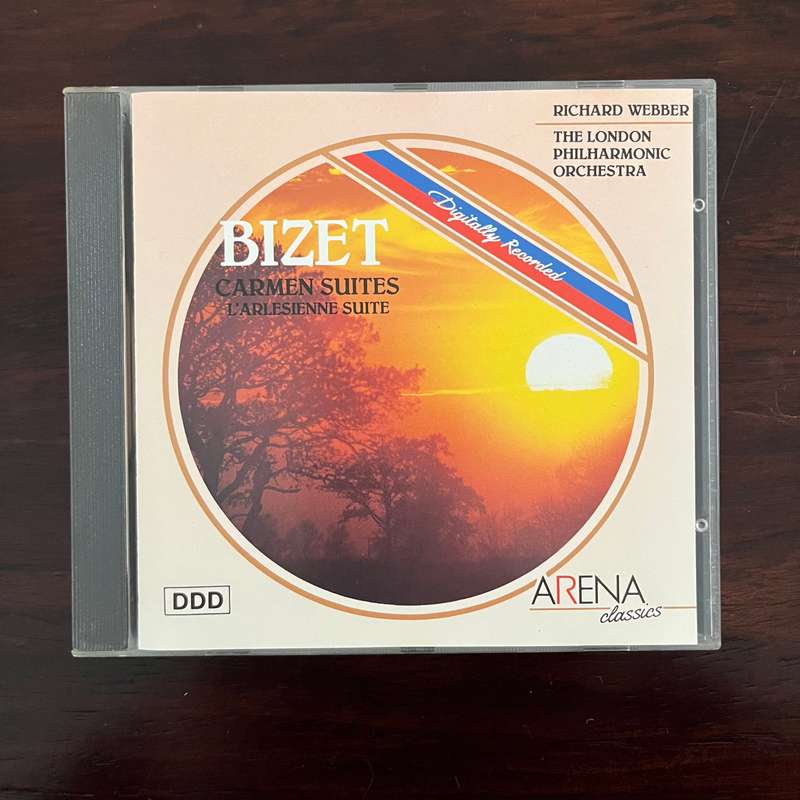 RICHARD WEBBER
THE LONDON
PHILHARMONIC
ORCHESTRA
Digitally Recorded
BIZET
CARMEN SUITES
L'ARLESIENNE SUITE
DDD
ARENA
classics